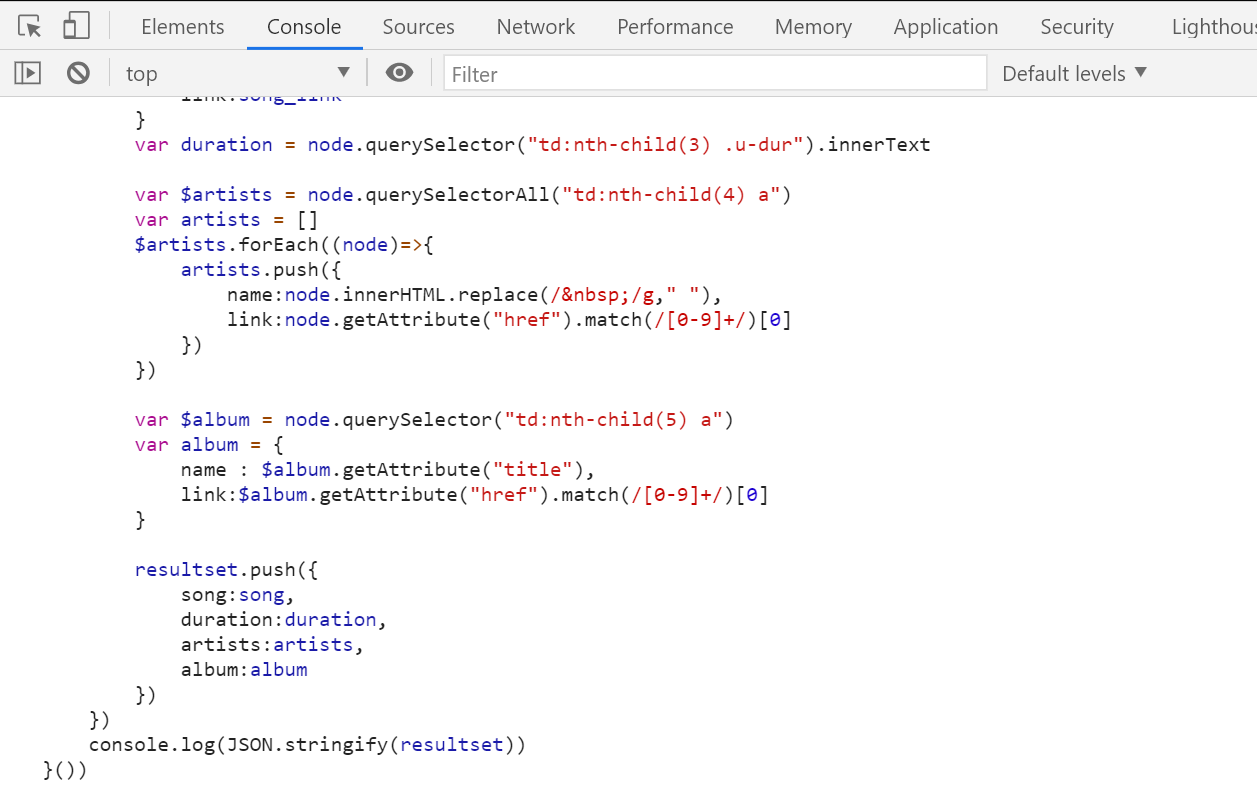 Elements Console Sources Network Performance Memory Application Security Lighthous
top Filter Default levels
link:song_link
}
var duration = node.querySelector("td:nth-child(3) .u-dur").innerText
var $artists = node.querySelectorAll("td:nth-child(4) a")
var artists = []
$artists.forEach((node)=>{
artists.push({
name:node.innerHTML.replace(/&nbsp;/g," "),
link:node.getAttribute("href").match(/[0-9]+/)[0]
})
})
var $album = node.querySelector("td:nth-child(5) a")
var album = {
name : $album.getAttribute("title"),
link:$album.getAttribute("href").match(/[0-9]+/)[0]
}
resultset.push({
song:song,
duration:duration,
artists:artists,
album:album
})
})
console.log(JSON.stringify(resultset))
}())